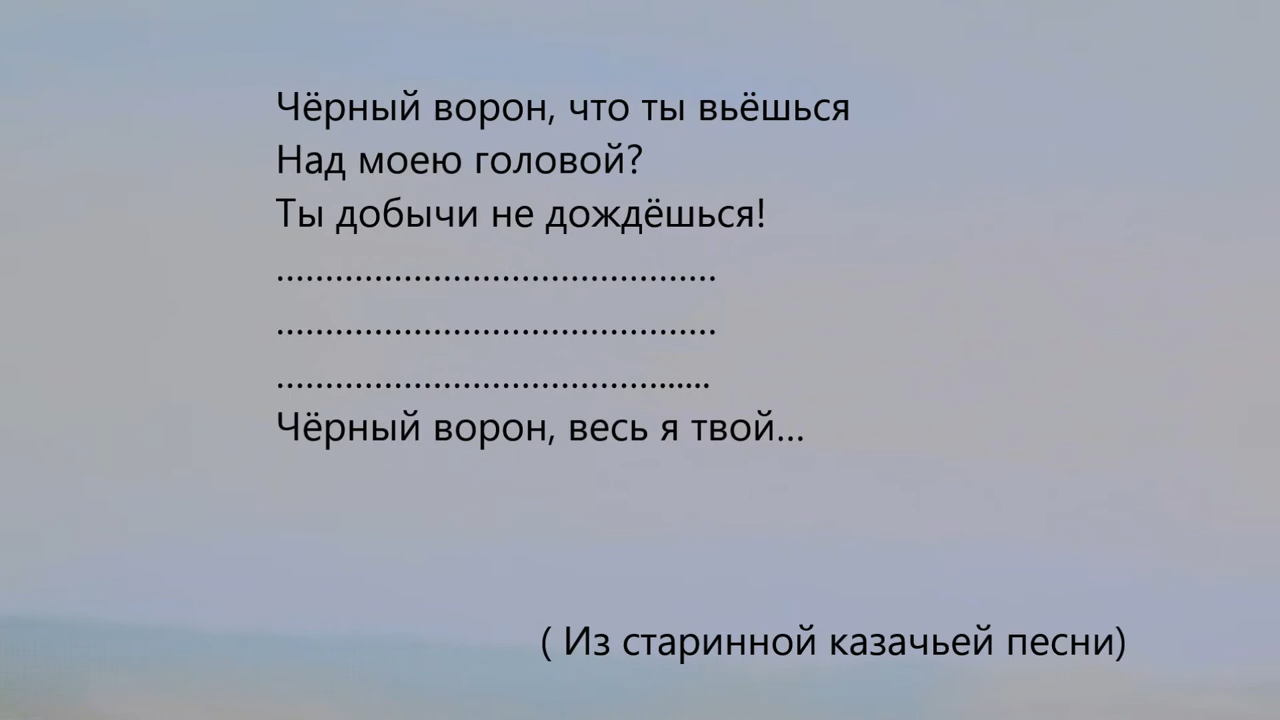 Чёрный ворон, что ты вьёшься
Над моею головой?
Ты добычи не дождёшься!
.........................................
.........................................
.........................................
Чёрный ворон, весь я твой...
( Из старинной казачьей песни)